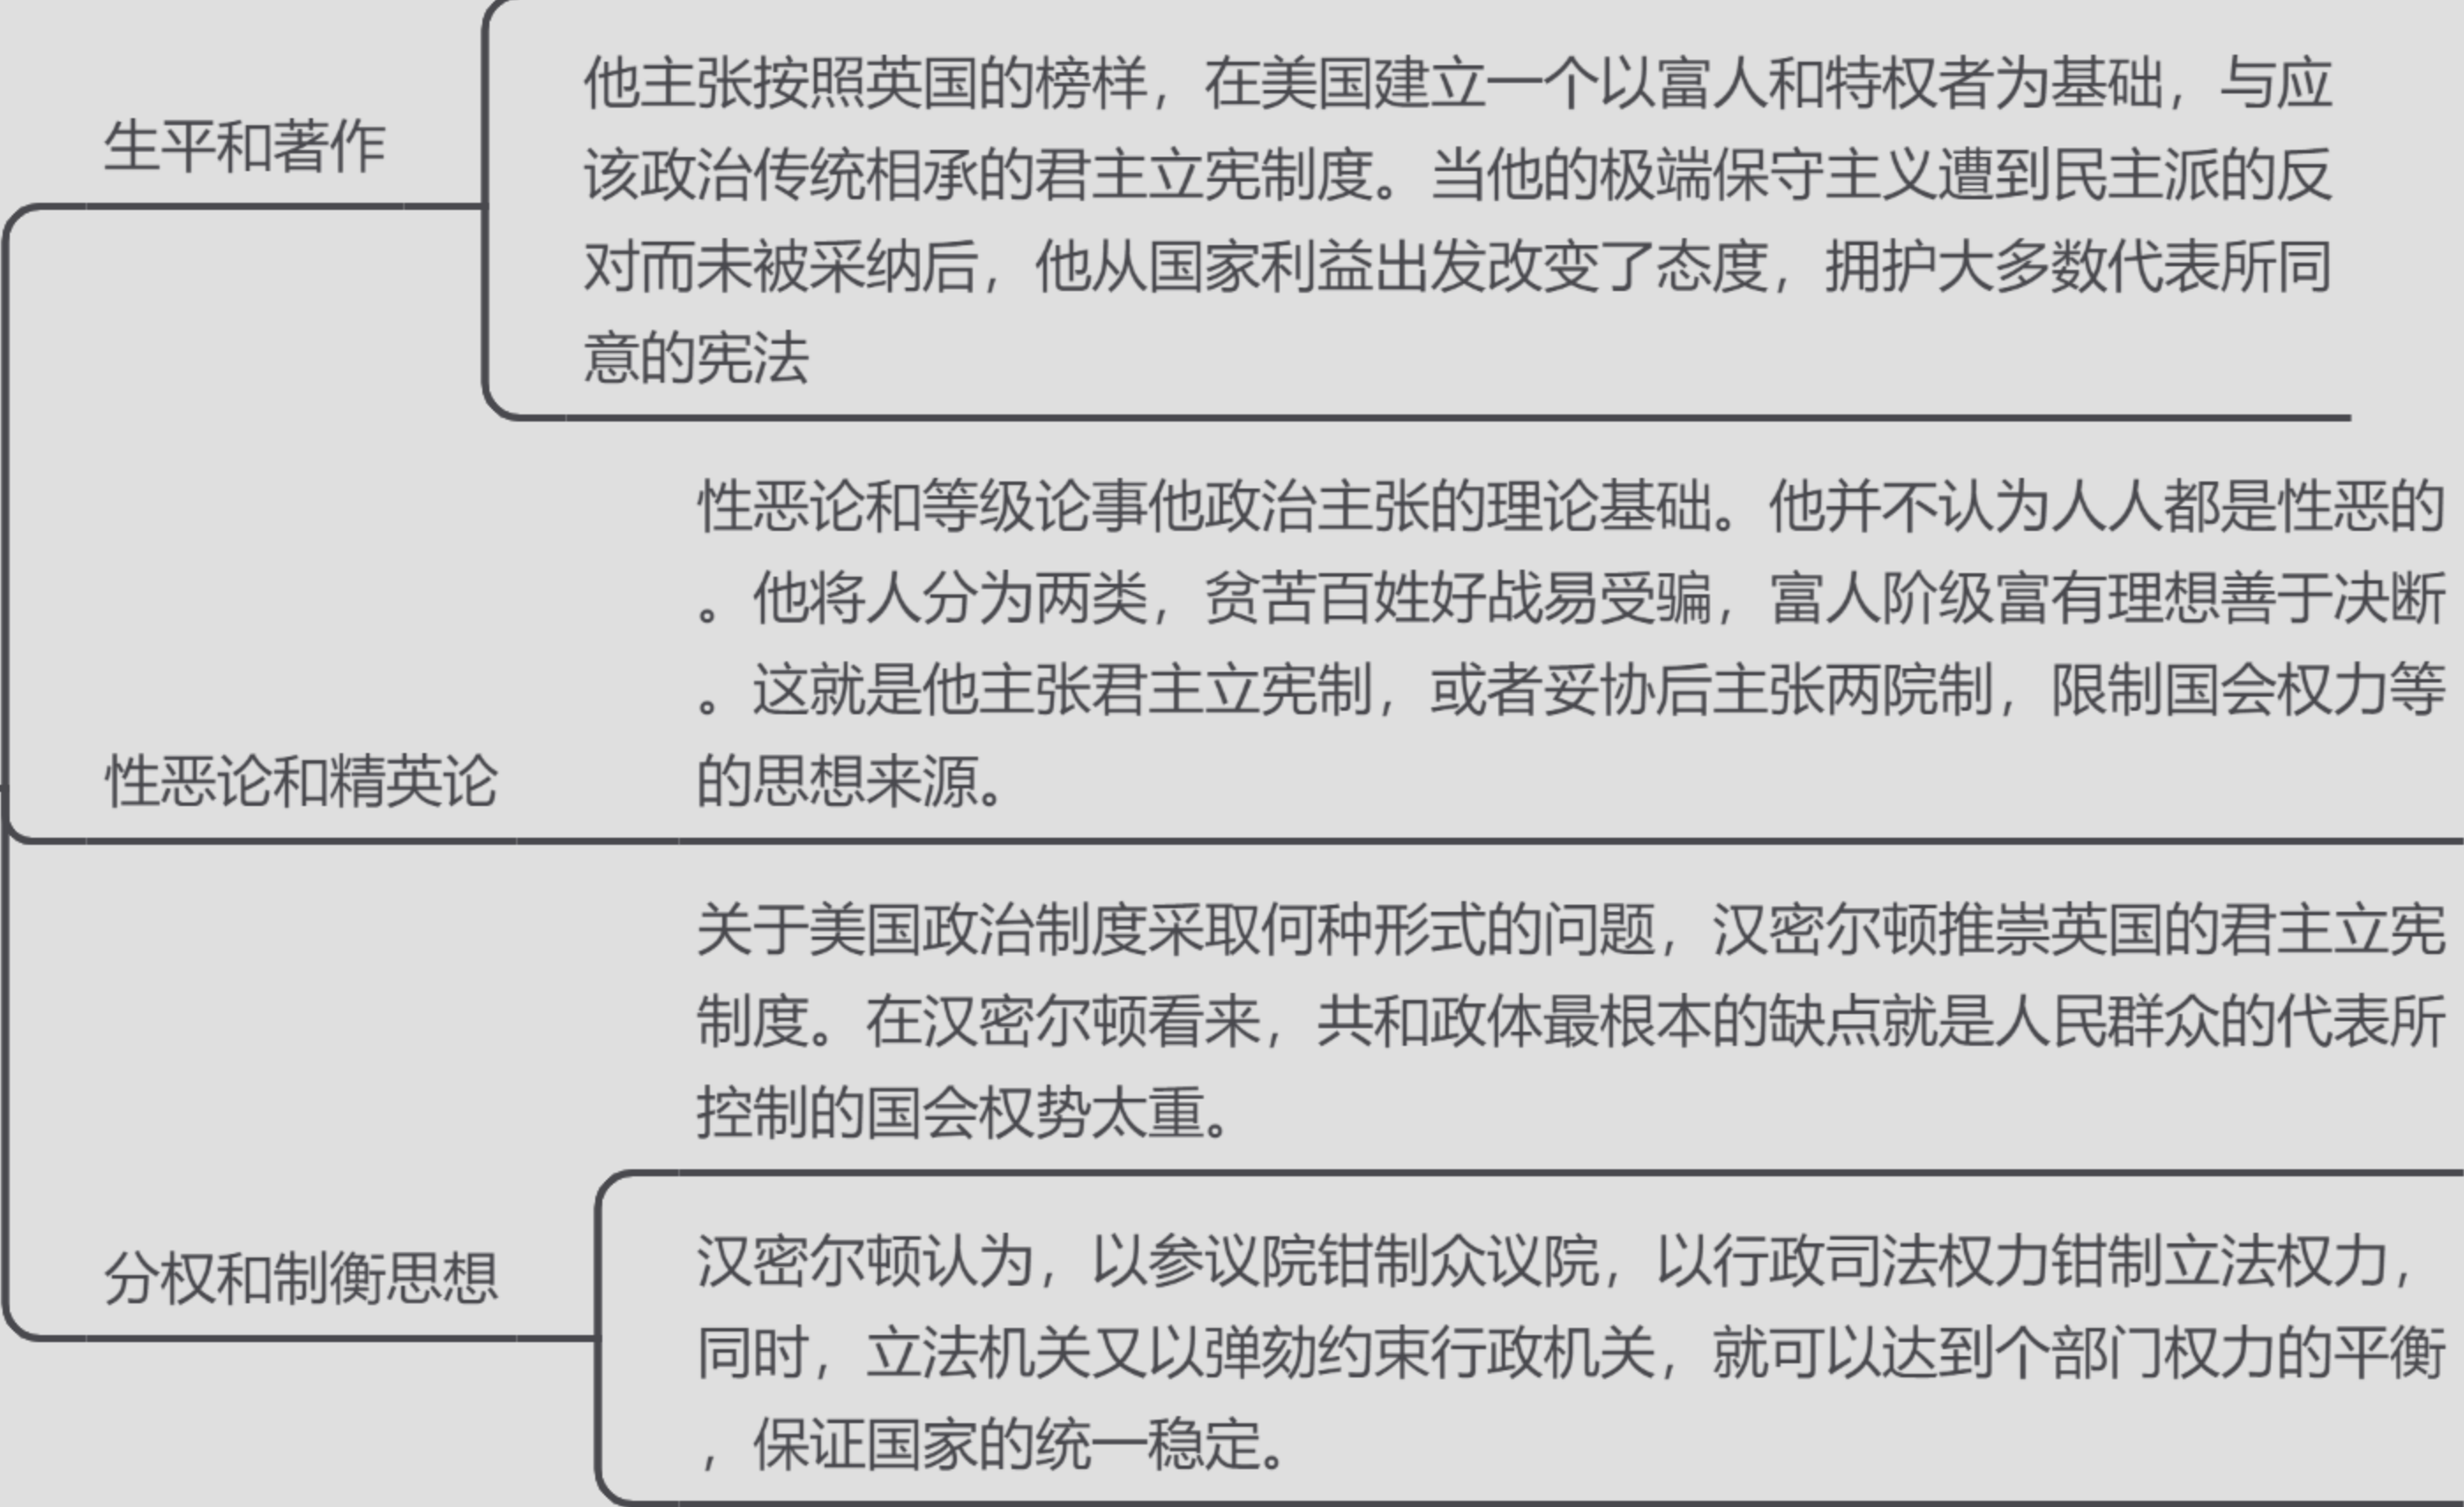 生平和著作
他主张按照英国的榜样，在美国建立一个以富人和特权者为基础，与应
该政治传统相承的君主立宪制度。当他的极端保守主义遭到民主派的反
对而未被采纳后，他从国家利益出发改变了态度，拥护大多数代表所同
意的宪法
性恶论和精英论
性恶论和等级论事他政治主张的理论基础。他并不认为人人都是性恶的
。他将人分为两类，贫苦百姓好战易受骗，富人阶级富有理想善于决断
。这就是他主张君主立宪制，或者妥协后主张两院制，限制国会权力等
的思想来源。
分权和制衡思想
关于美国政治制度采取何种形式的问题，汉密尔顿推崇英国的君主立宪
制度。在汉密尔顿看来，共和政体最根本的缺点就是人民群众的代表所
控制的国会权势太重。
汉密尔顿认为，以参议院钳制众议院，以行政司法权力钳制立法权力，
同时，立法机关又以弹劾约束行政机关，就可以达到个部门权力的平衡
，保证国家的统一稳定。